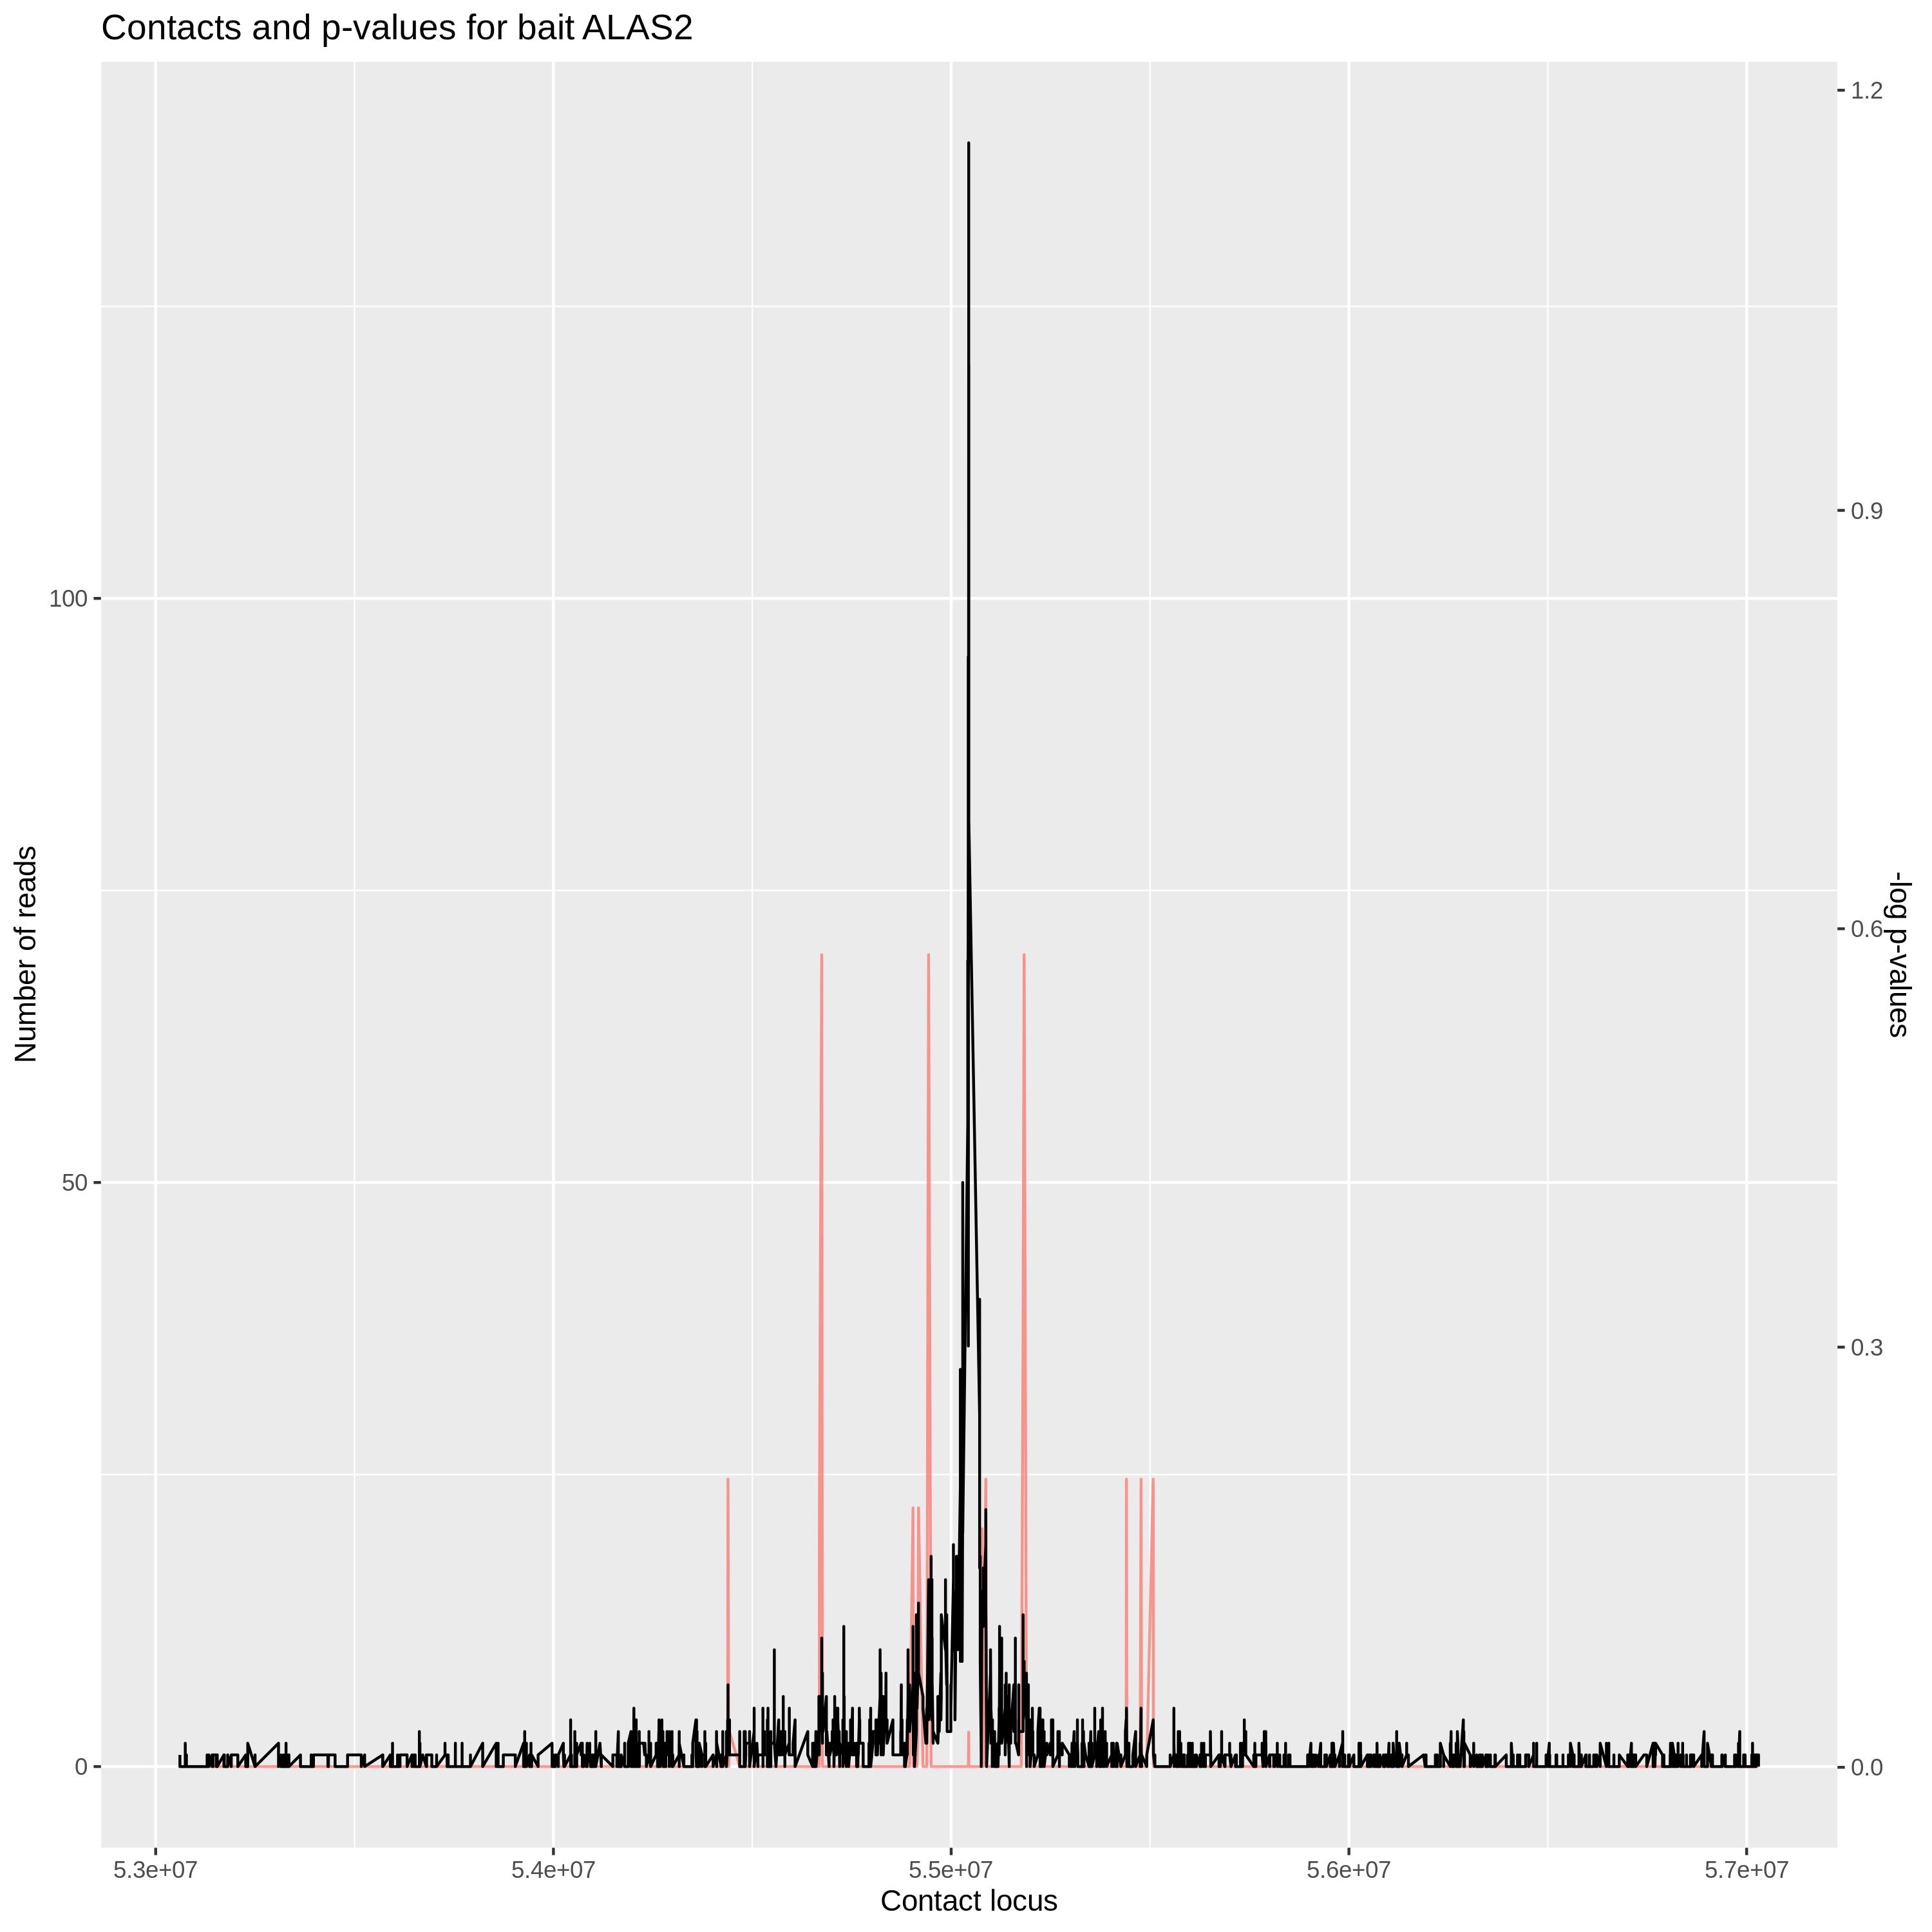 Contacts and p-values for bait ALAS2
Number of reads
100
50
0
1.2
0.9
0.6
0.3
0.0
-log p-values
5.3e+07 5.4e+07 5.5e+07 5.6e+07 5.7e+07
Contact locus